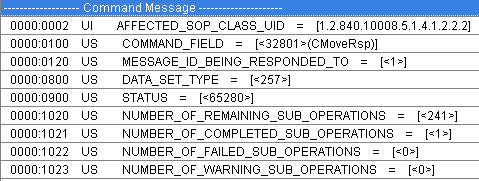 ------------------- Command Message --------------------
0000:0002 UI AFFECTED_SOP_CLASS_UID = [1.2.840.10008.5.1.4.1.2.2.2]
0000:0100 US COMMAND_FIELD = [<32801>(CMoveRsp)]
0000:0120 US MESSAGE_ID_BEING_RESPONDED_TO = [<1>]
0000:0800 US DATA_SET_TYPE = [<257>]
0000:0900 US STATUS = [<65280>]
0000:1020 US NUMBER_OF_REMAINING_SUB_OPERATIONS = [<241>]
0000:1021 US NUMBER_OF_COMPLETED_SUB_OPERATIONS = [<1>]
0000:1022 US NUMBER_OF_FAILED_SUB_OPERATIONS = [<0>]
0000:1023 US NUMBER_OF_WARNING_SUB_OPERATIONS = [<0>]